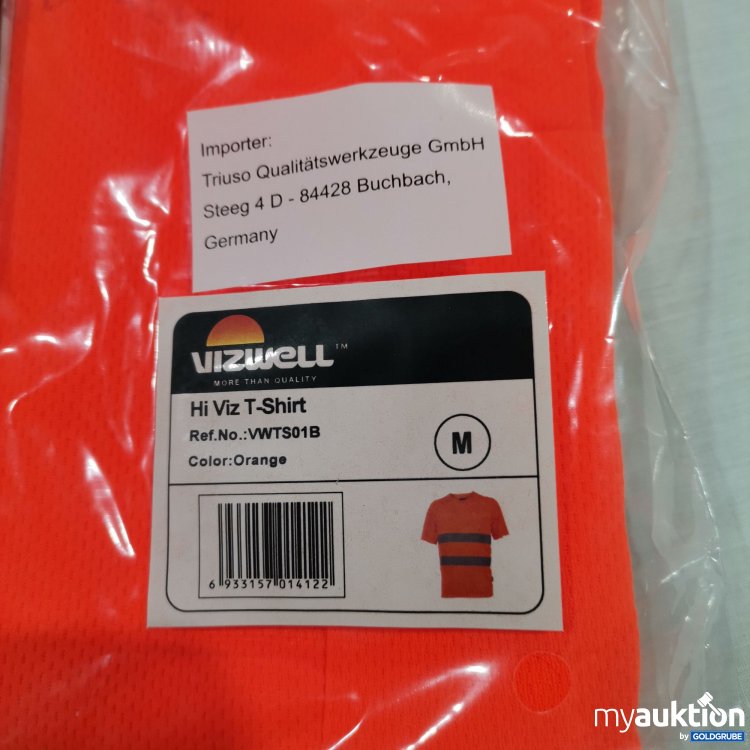 Importer:
Triuso Qualitätswerkzeuge GmbH
Steeg 4 D - 84428 Buchbach,
Germany
VIZWELL™
MORE THAN QUALITY
Hi Viz T-Shirt
Ref.No.:VWTS01B
Color:Orange
M
6 933157 014122
myauktion
by GOLDGRUBE